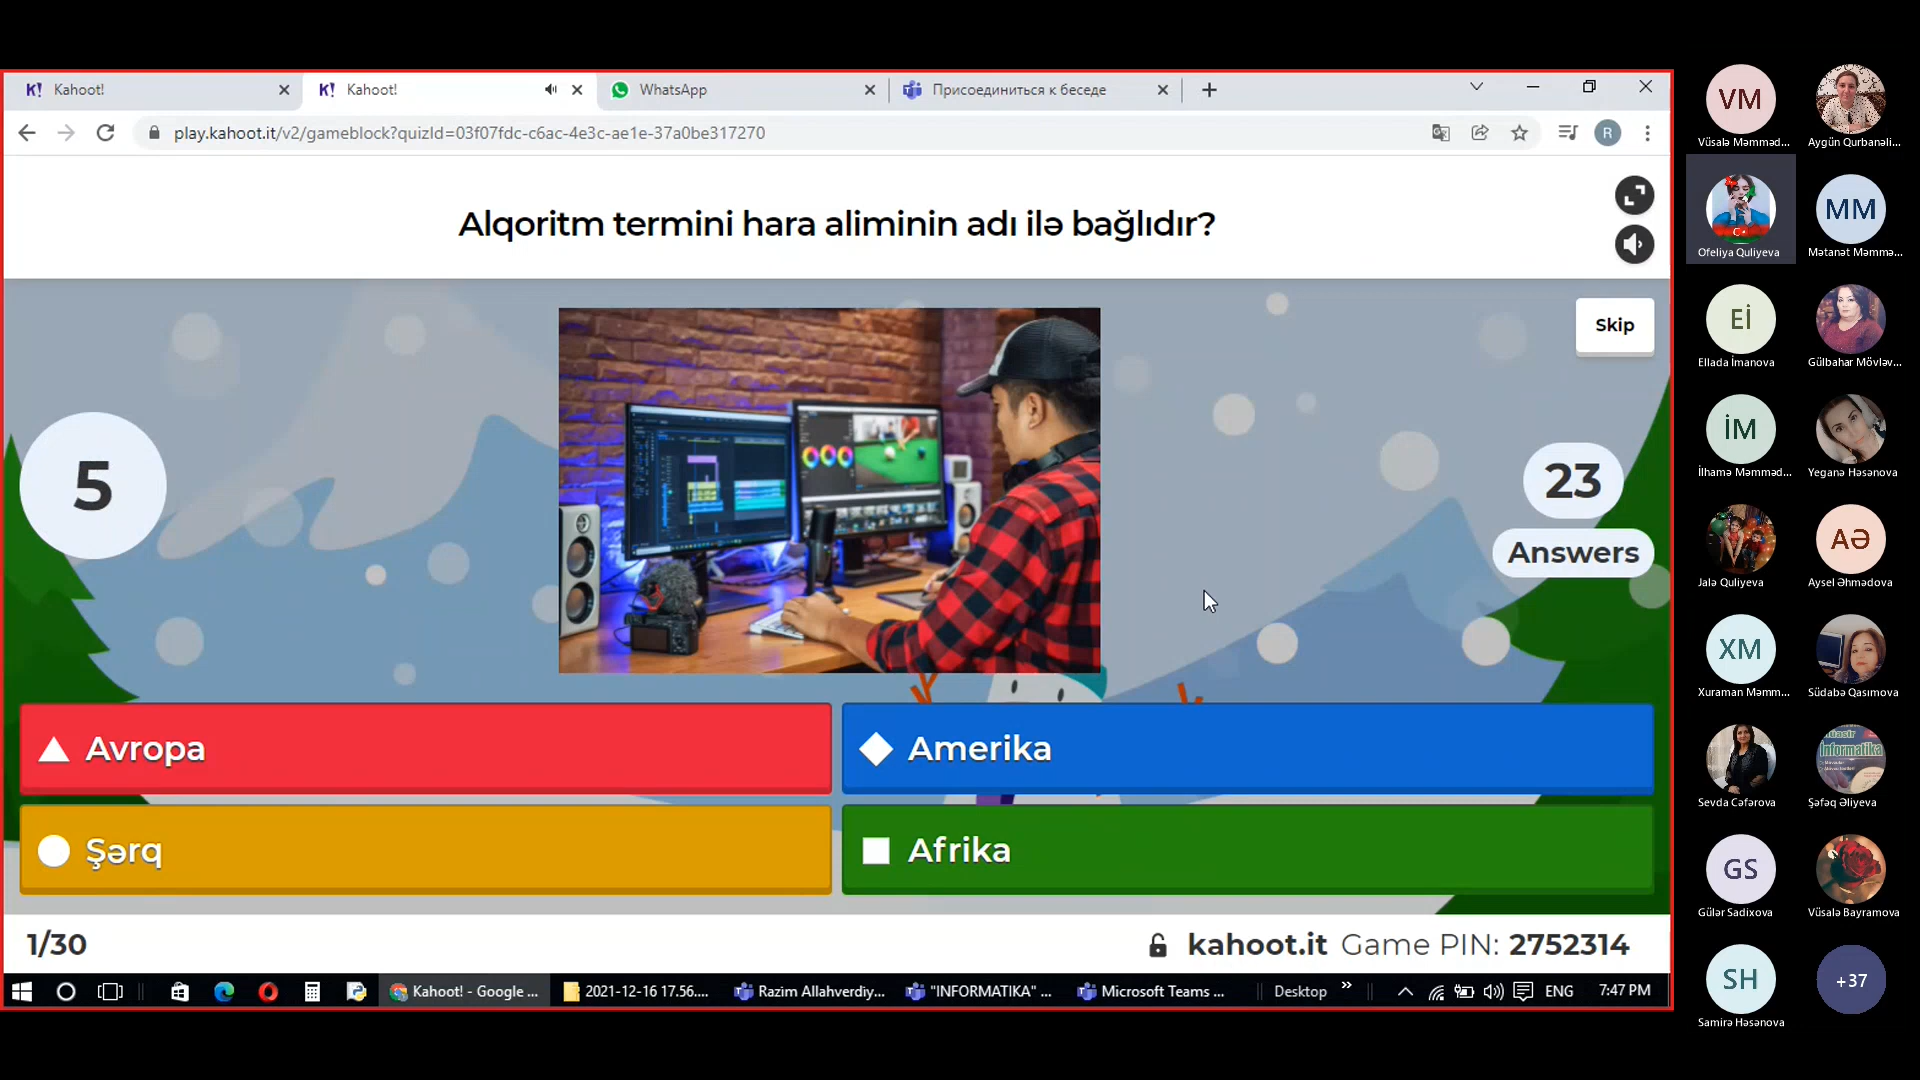 Kahoot!
Kahoot!
WhatsApp
Присоединиться к беседе
play.kahoot.it/v2/gameblock?quizId=03f07fdc-c6ac-4e3c-ae1e-37a0be317270
R
Alqoritm termini hara aliminin adı ilə bağlıdır?
Skip
5
23
Answers
Avropa
Amerika
Şərq
Afrika
1/30
kahoot.it Game PIN: 2752314
Kahoot! - Google ...
2021-12-16 17.56....
Razim Allahverdiy...
"INFORMATIKA" ...
Microsoft Teams ...
Desktop
ENG
7:47 PM
VM
Vüsalə Məmməd...
Aygün Qurbanəli...
Ofeliya Quliyeva
MM
Mətanət Məmmə...
Eİ
Ellada İmanova
Gülbahar Mövləv...
İM
İlhamə Məmməd...
Yeganə Həsənova
Jalə Quliyeva
AƏ
Aysel Əhmədova
XM
Xuraman Məmm...
Südabə Qasımova
Sevda Cəfərova
İnformatika
Şəfəq Əliyeva
GS
Gülər Sadixova
Vüsalə Bayramova
SH
Samirə Həsənova
+37